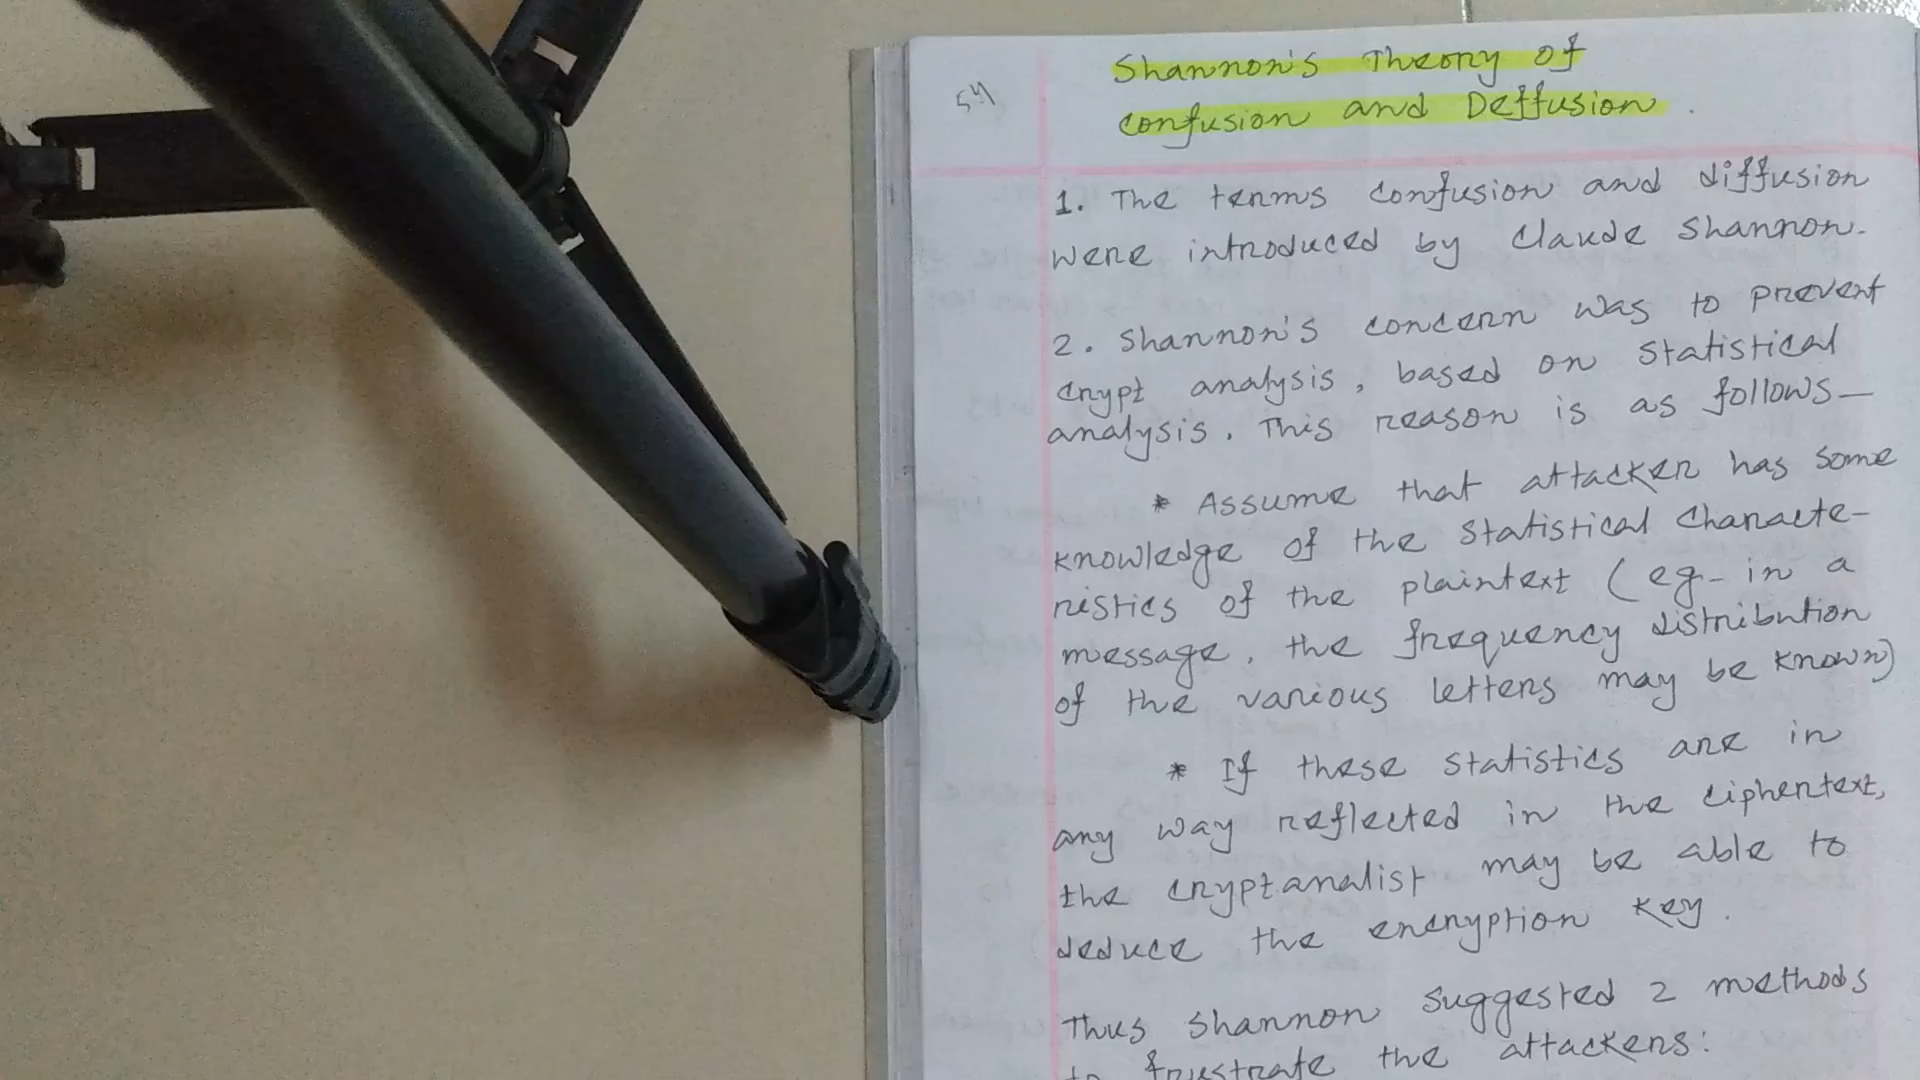 54
Shannon's Theory of
confusion and Deffusion.
1. The terms confusion and diffusion
were introduced by Claude Shannon.
2. Shannon's concern was to prevent
crypt analysis, based on statistical
analysis. This reason is as follows—
* Assume that attacker has some
knowledge of the statistical characte-
ristics of the plaintext (eg- in a
message, the frequency distribution
of the various letters may be known)
* If these statistics are in
any way reflected in the ciphertext,
the cryptanalist may be able to
deduce the encryption key.
Thus Shannon suggested 2 methods
to frustrate the attackers: